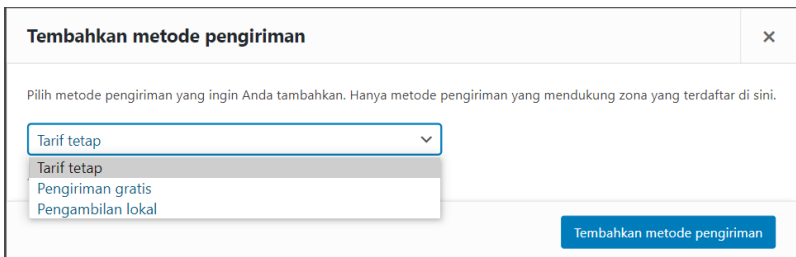 Tembahkan metode pengiriman
Pilih metode pengiriman yang ingin Anda tambahkan. Hanya metode pengiriman yang mendukung zona yang terdaftar di sini.
Tarif tetap
Tarif tetap
Pengiriman gratis
Pengambilan lokal
Tembahkan metode pengiriman